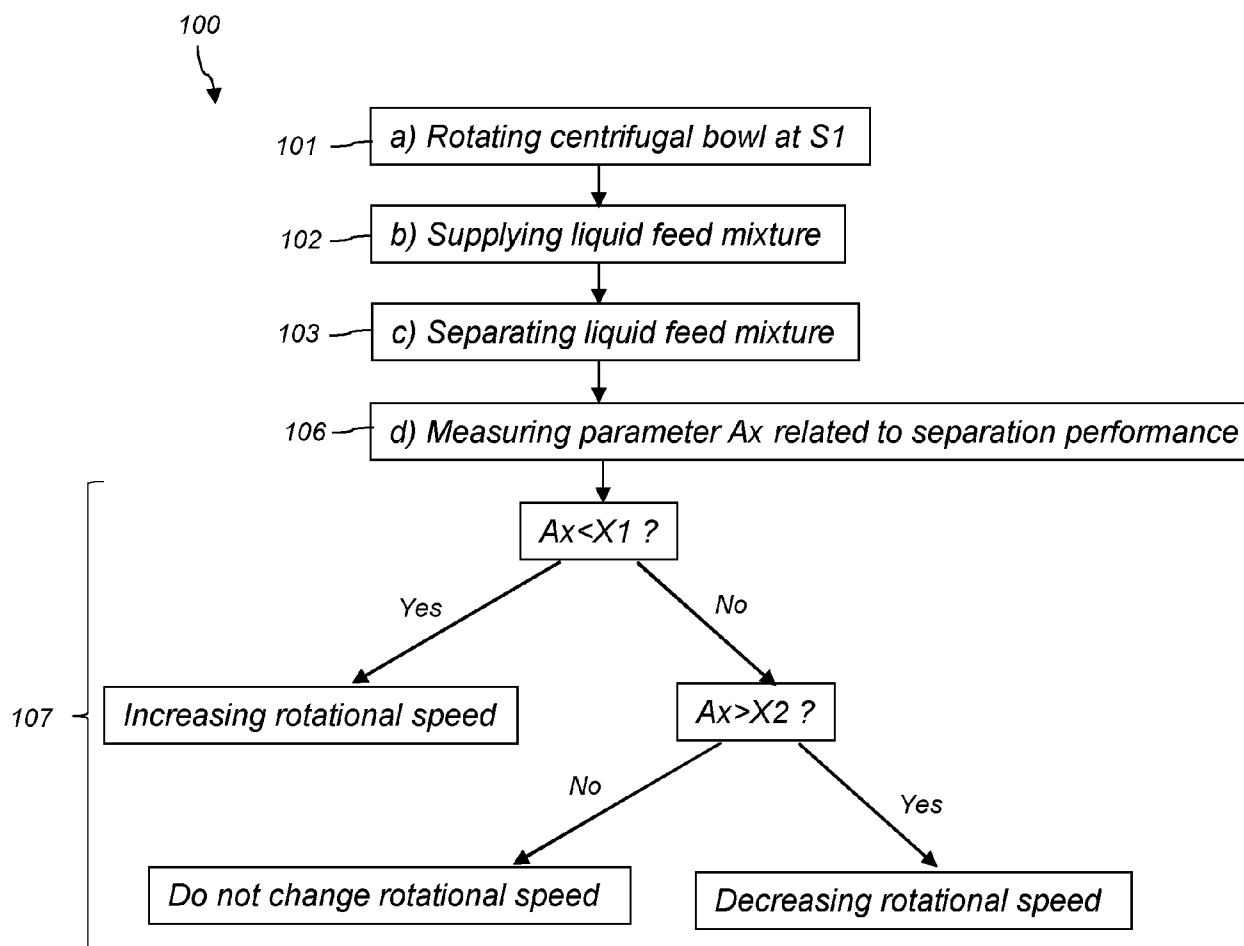 100
101
a) Rotating centrifugal bowl at S1
102
b) Supplying liquid feed mixture
103
c) Separating liquid feed mixture
106
d) Measuring parameter Ax related to separation performance
Ax<X1 ?
Yes
No
107
Increasing rotational speed
Ax>X2 ?
No
Yes
Do not change rotational speed
Decreasing rotational speed